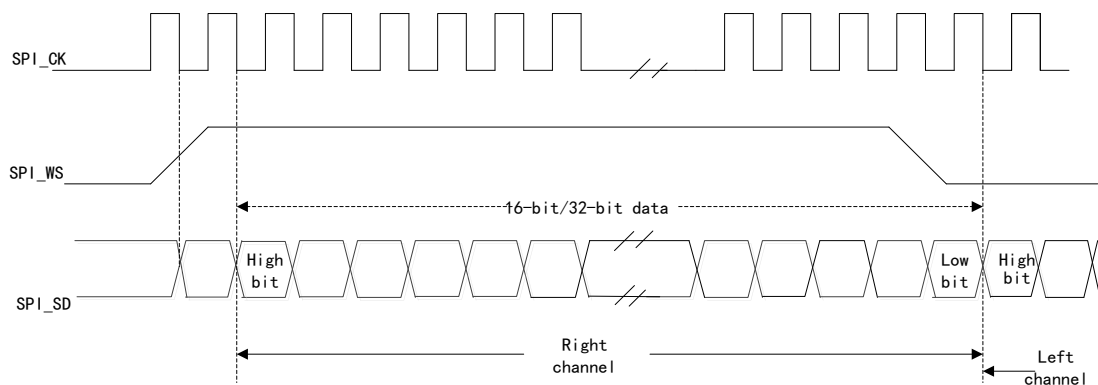 SPI_CK
SPI_WS
16-bit/32-bit data
High
bit
Low
bit
High
bit
SPI_SD
Right
channel
Left
channel